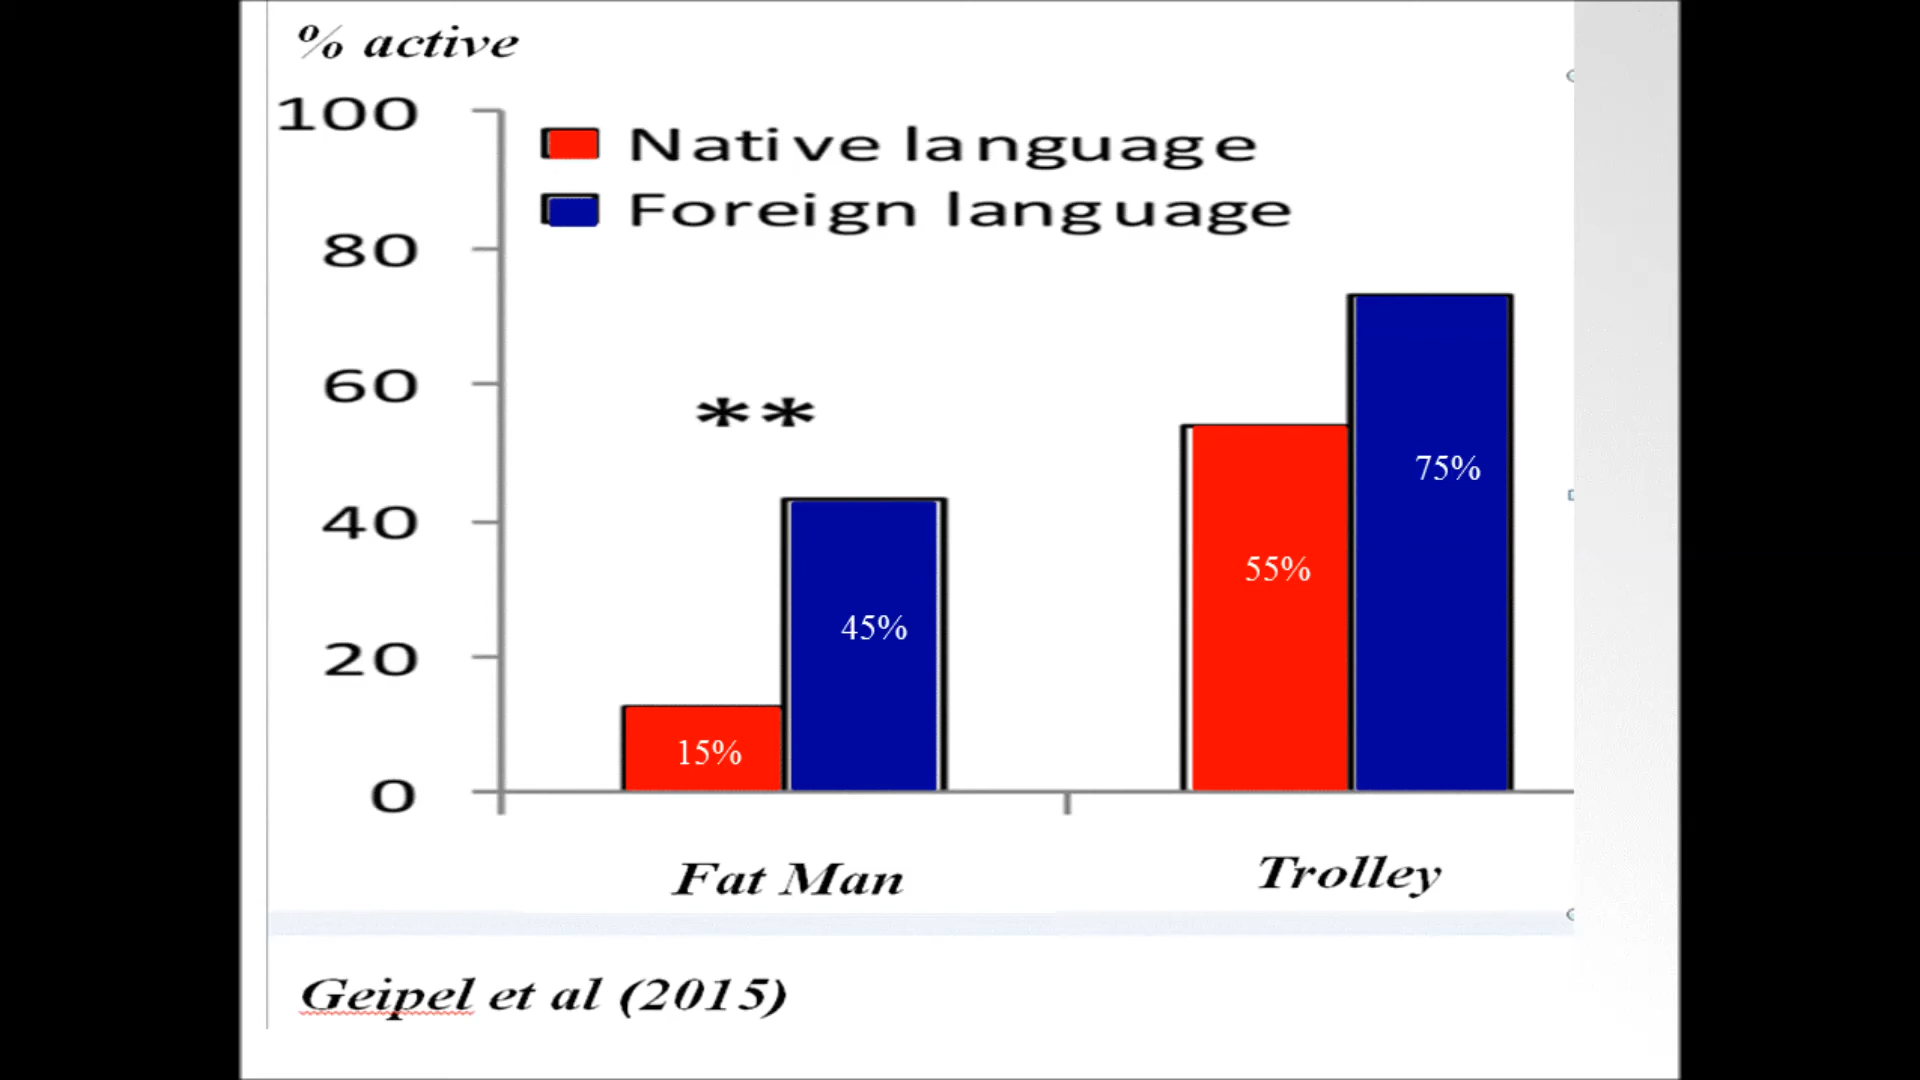 % active
100
Native language
Foreign language
80
60
**
40
20
0
15%
45%
55%
75%
Fat Man
Trolley
Geipel et al (2015)